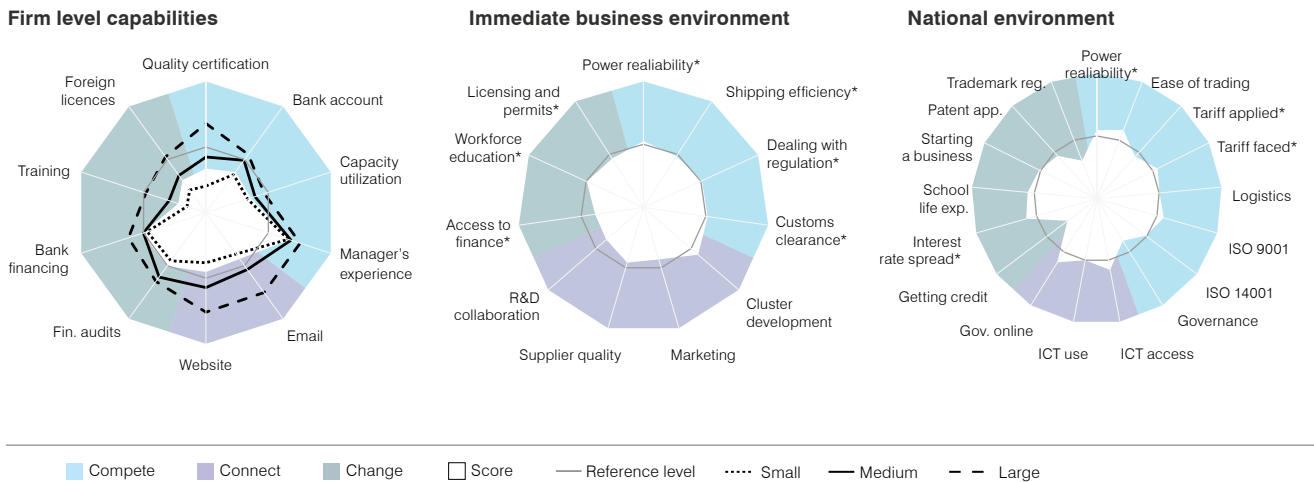 Firm level capabilities
Quality certification
Bank account
Capacity
utilization
Manager's
experience
Email
Website
Fin. audits
Bank
financing
Training
Foreign
licences
Immediate business environment
Power realiability*
Shipping efficiency*
Dealing with
regulation*
Customs
clearance*
Cluster
development
Marketing
Supplier quality
R&D
collaboration
Access to
finance*
Workforce
education*
Licensing and
permits*
National environment
Power
realiability*
Ease of trading
Tariff applied*
Tariff faced*
Logistics
ISO 9001
ISO 14001
Governance
ICT access
ICT use
Gov. online
Getting credit
Interest
rate spread*
School
life exp.
Starting
a business
Patent app.
Trademark reg.
Compete
Connect
Change
Score
Reference level
Small
Medium
Large